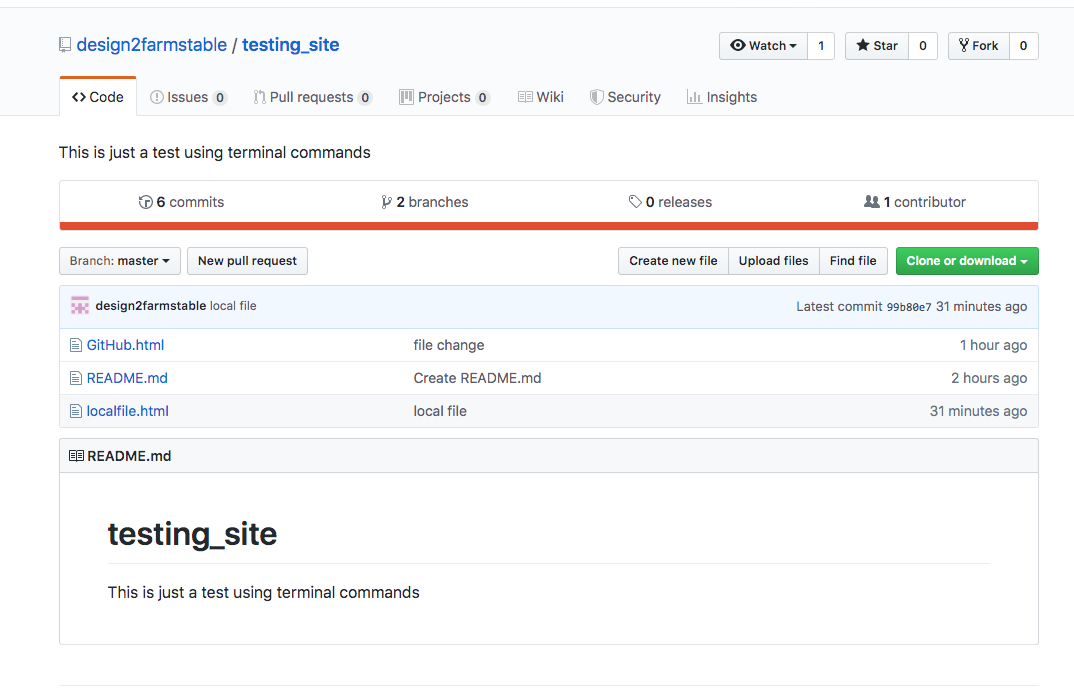 design2farmstable / testing_site
Watch 1 Star 0 Fork 0
Code Issues 0 Pull requests 0 Projects 0 Wiki Security Insights
This is just a test using terminal commands
6 commits 2 branches 0 releases 1 contributor
Branch: master New pull request Create new file Upload files Find file Clone or download
design2farmstable local file Latest commit 99b80e7 31 minutes ago
GitHub.html file change 1 hour ago
README.md Create README.md 2 hours ago
localfile.html local file 31 minutes ago
README.md
testing_site
This is just a test using terminal commands